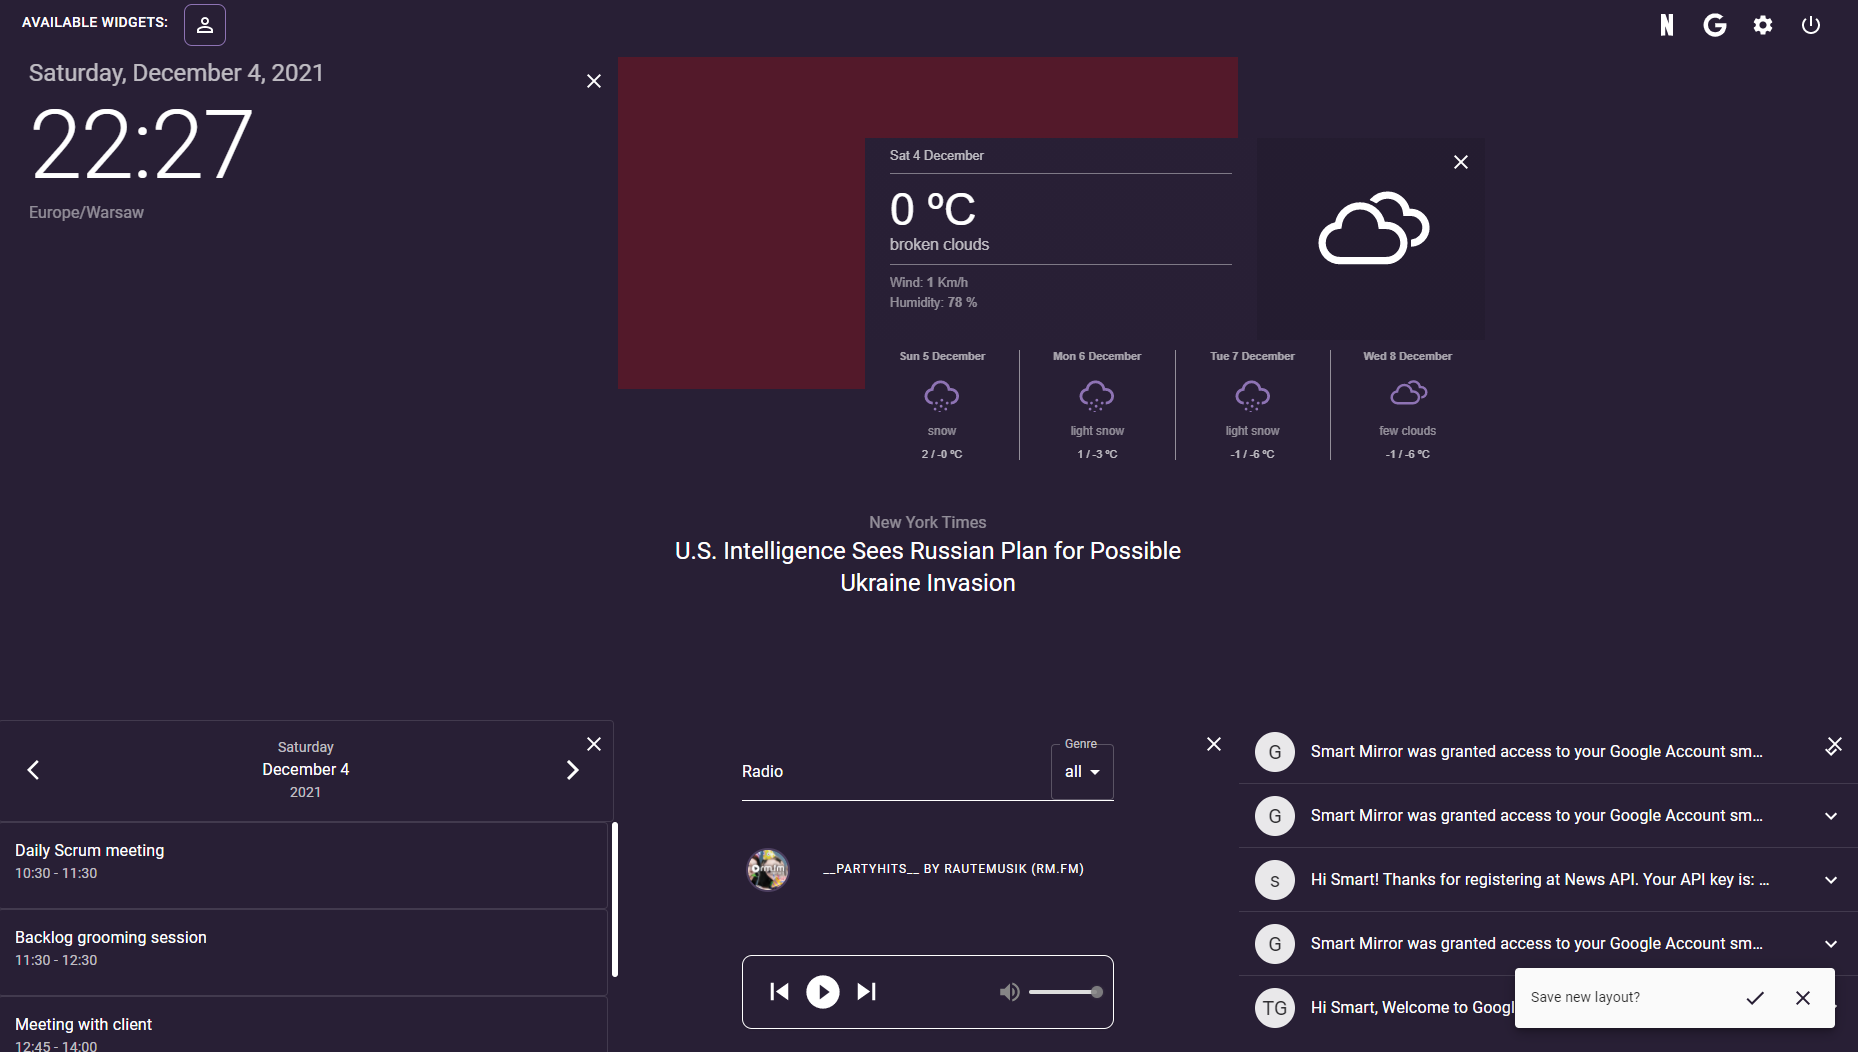 AVAILABLE WIDGETS:
N G
Saturday, December 4, 2021
22:27
Europe/Warsaw
Sat 4 December
0 ºC
broken clouds
Wind: 1 Km/h
Humidity: 78 %
Sun 5 December
snow
2 / -0 ºC
Mon 6 December
light snow
1 / -3 ºC
Tue 7 December
light snow
-1 / -6 ºC
Wed 8 December
few clouds
-1 / -6 ºC
New York Times
U.S. Intelligence Sees Russian Plan for Possible
Ukraine Invasion
Saturday
December 4
2021
Daily Scrum meeting
10:30 - 11:30
Backlog grooming session
11:30 - 12:30
Meeting with client
12:45 - 14:00
Radio
Genre
all
__PARTYHITS__ BY RAUTEMUSIK (RM.FM)
G Smart Mirror was granted access to your Google Account sm...
G Smart Mirror was granted access to your Google Account sm...
s Hi Smart! Thanks for registering at News API. Your API key is: ...
G Smart Mirror was granted access to your Google Account sm...
TG Hi Smart, Welcome to Googl
Save new layout?